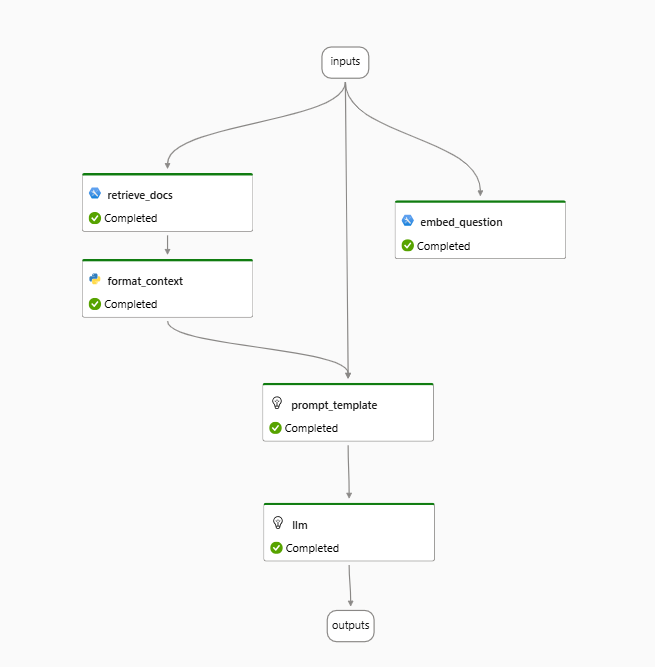 inputs
retrieve_docs
Completed
embed_question
Completed
format_context
Completed
prompt_template
Completed
llm
Completed
outputs